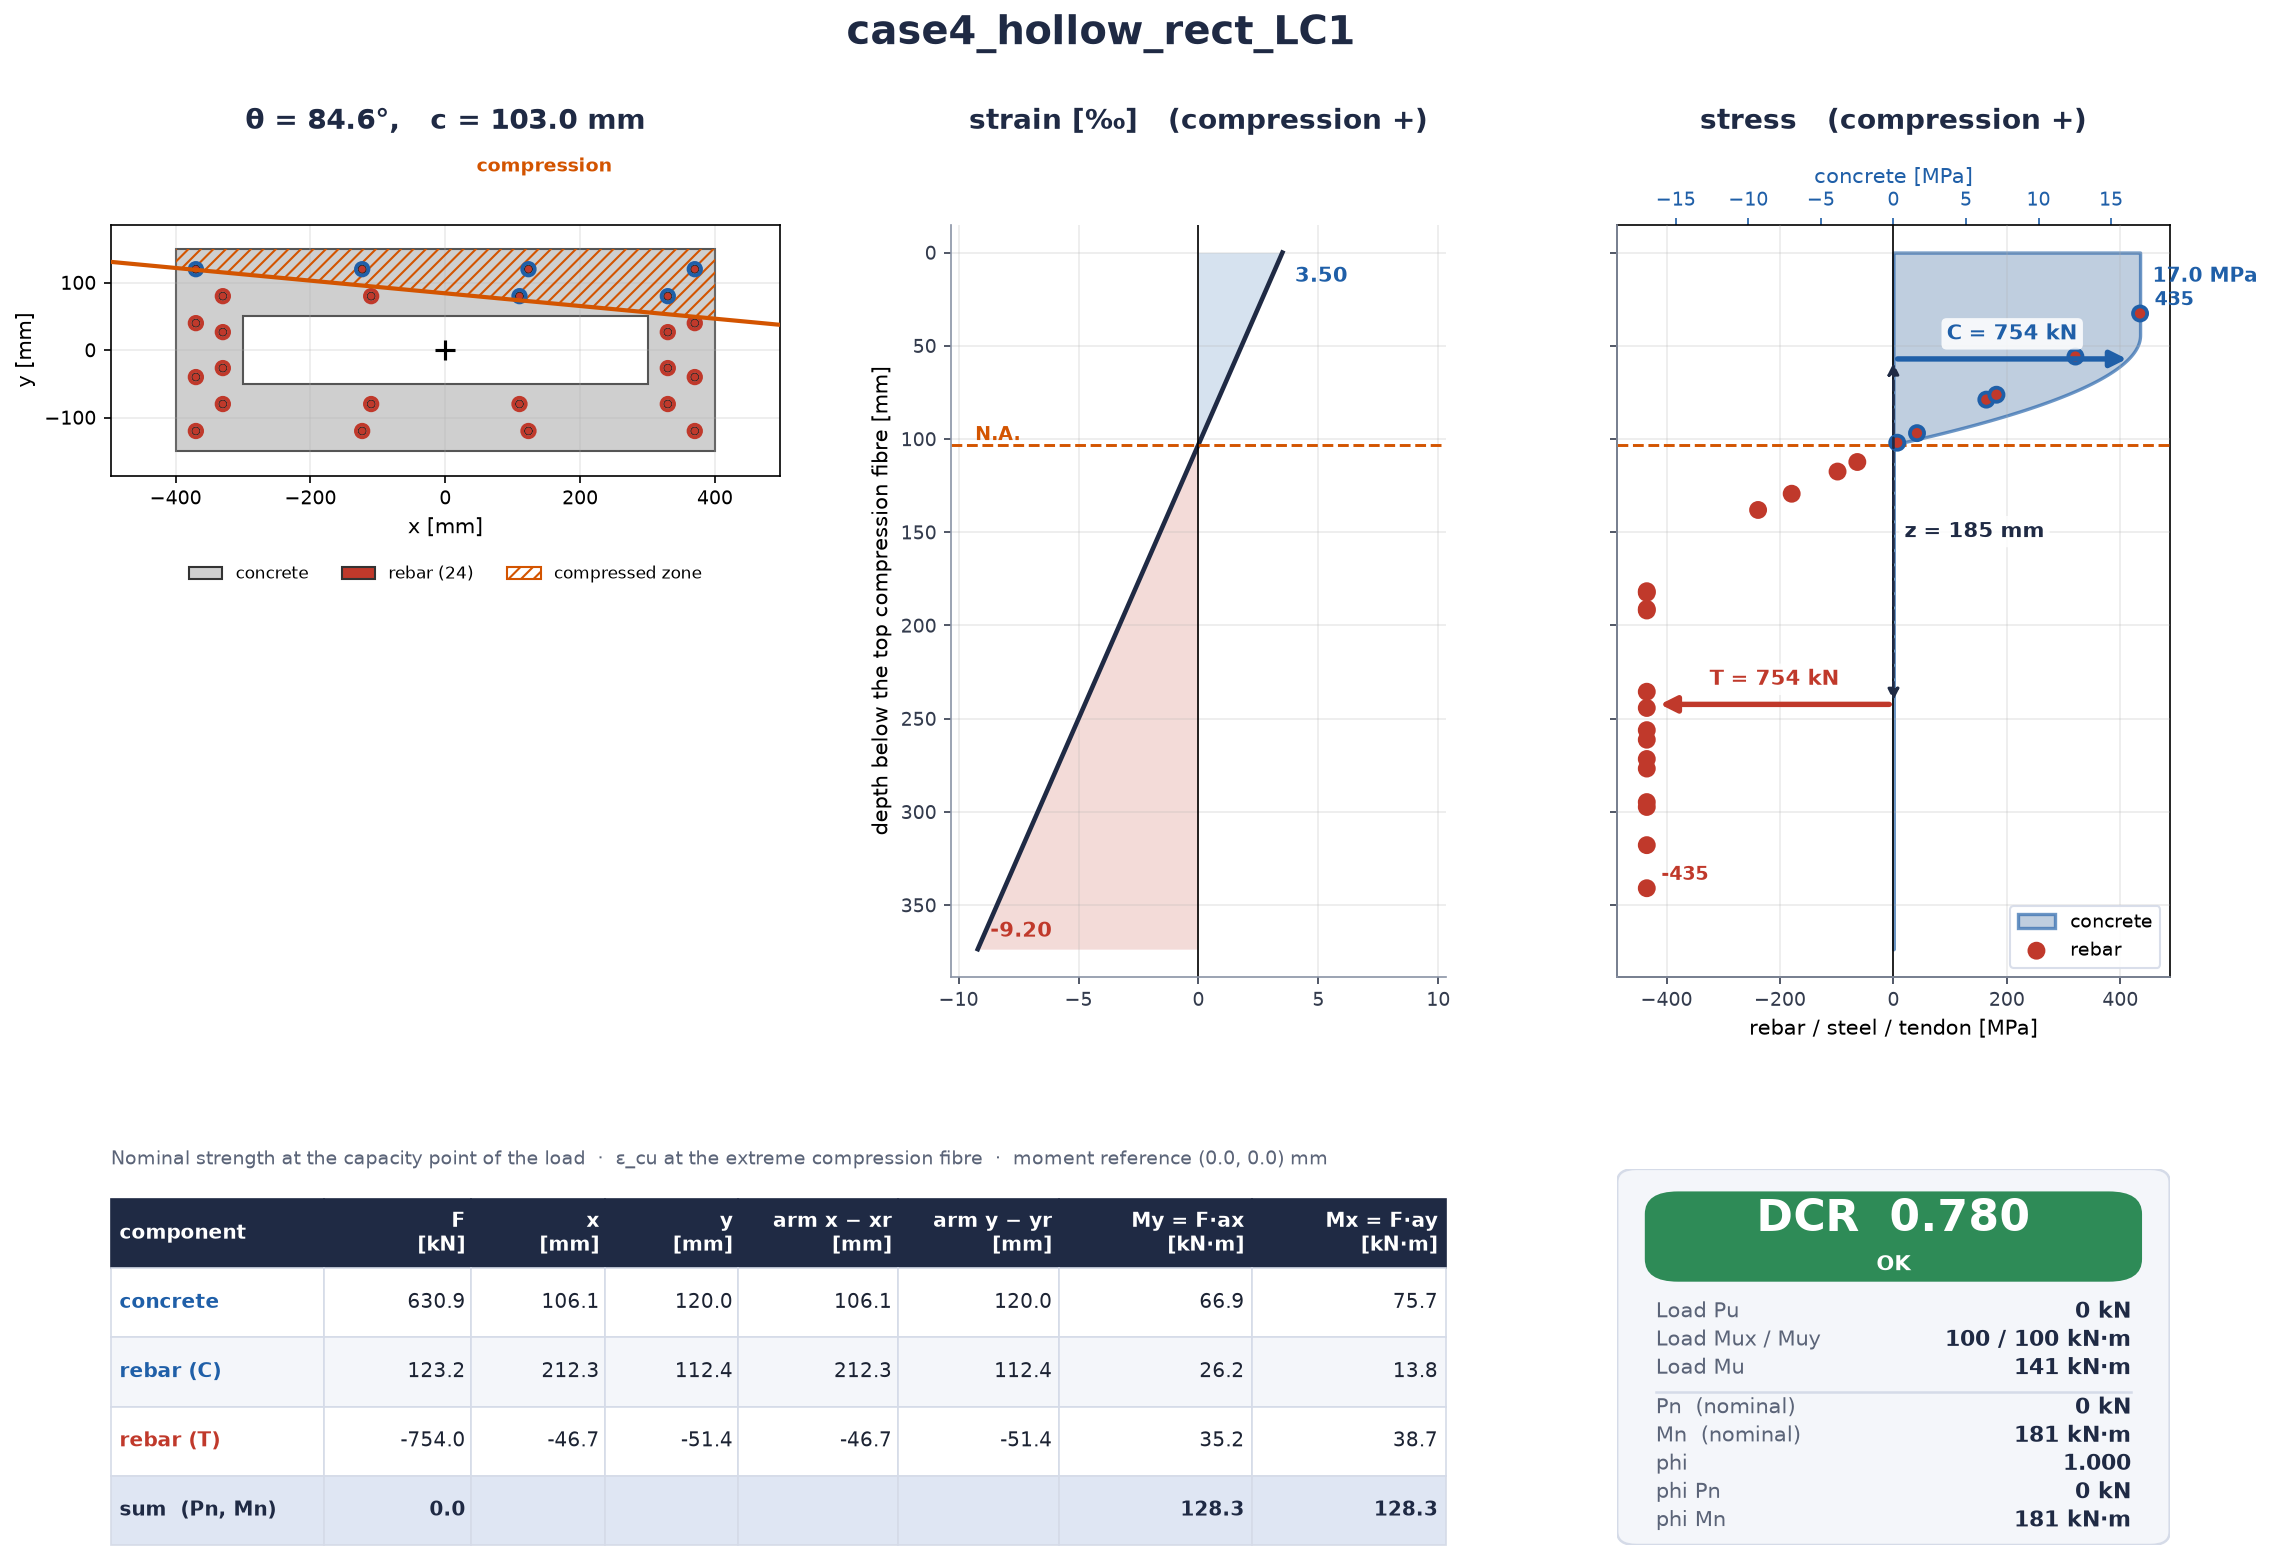 case4_hollow_rect_LC1
θ = 84.6°,   c = 103.0 mm
compression
y [mm]
100
0
−100
−400
−200
0
200
400
x [mm]
concrete
rebar (24)
compressed zone
strain [‰]   (compression +)
depth below the top compression fibre [mm]
0
50
100
150
200
250
300
350
3.50
N.A.
-9.20
−10
−5
0
5
10
stress   (compression +)
concrete [MPa]
−15
−10
−5
0
5
10
15
17.0 MPa
435
C = 754 kN
z = 185 mm
T = 754 kN
-435
concrete
rebar
−400
−200
0
200
400
rebar / steel / tendon [MPa]
Nominal strength at the capacity point of the load  ·  ε_cu at the extreme compression fibre  ·  moment reference (0.0, 0.0) mm
component F [kN] x [mm] y [mm] arm x − xr [mm] arm y − yr [mm] My = F·ax [kN·m] Mx = F·ay [kN·m]
concrete 630.9 106.1 120.0 106.1 120.0 66.9 75.7
rebar (C) 123.2 212.3 112.4 212.3 112.4 26.2 13.8
rebar (T) -754.0 -46.7 -51.4 -46.7 -51.4 35.2 38.7
sum  (Pn, Mn) 0.0 128.3 128.3
DCR  0.780
OK
Load Pu 0 kN
Load Mux / Muy 100 / 100 kN·m
Load Mu 141 kN·m
Pn  (nominal) 0 kN
Mn  (nominal) 181 kN·m
phi 1.000
phi Pn 0 kN
phi Mn 181 kN·m